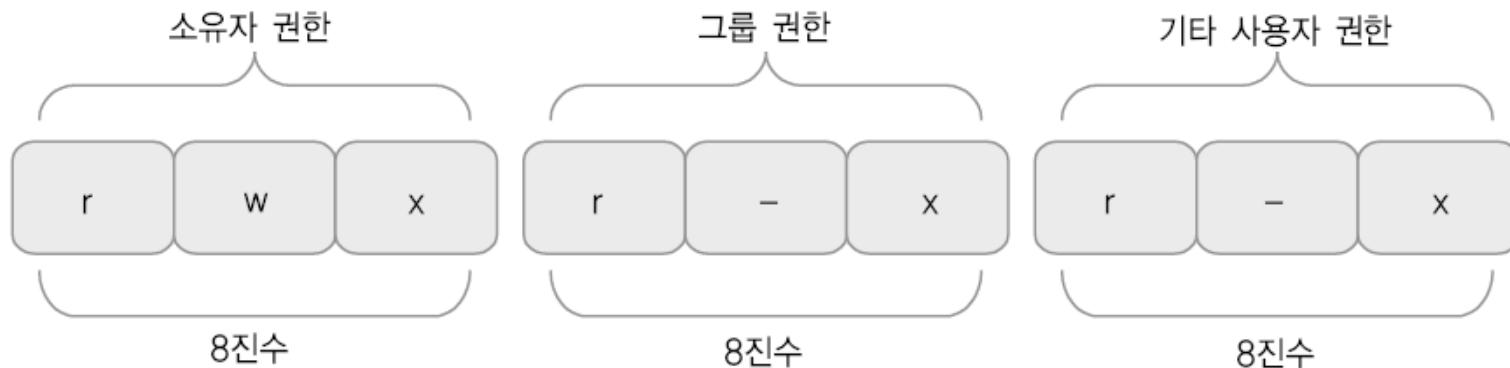 소유자 권한 그룹 권한 기타 사용자 권한
r w x r – x r – x
8진수 8진수 8진수